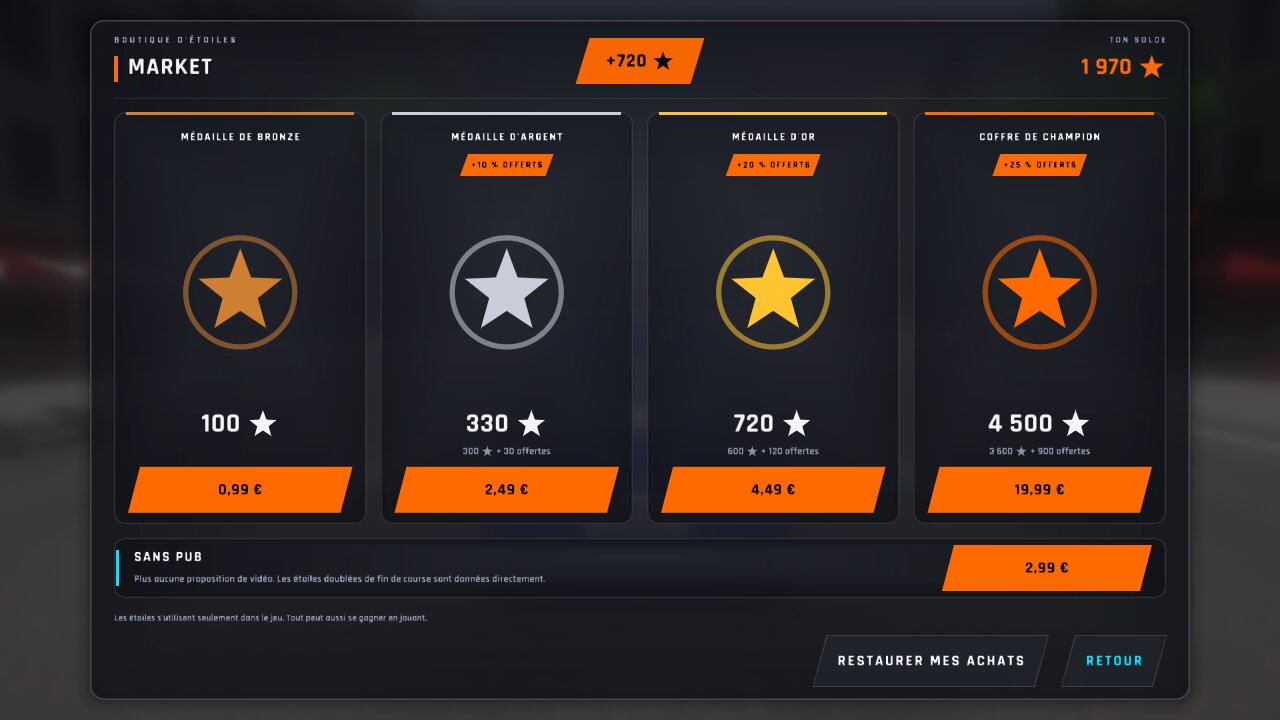 BOUTIQUE D'ÉTOILES
MARKET
+720 ★
TON SOLDE
1 970 ★
MÉDAILLE DE BRONZE
100 ★
0,99 €
MÉDAILLE D'ARGENT
+10 % OFFERTS
330 ★
300 ★ + 30 offertes
2,49 €
MÉDAILLE D'OR
+20 % OFFERTS
720 ★
600 ★ + 120 offertes
4,49 €
COFFRE DE CHAMPION
+25 % OFFERTS
4 500 ★
3 600 ★ + 900 offertes
19,99 €
SANS PUB
Plus aucune proposition de vidéo. Les étoiles doublées de fin de course sont données directement.
2,99 €
Les étoiles s'utilisent seulement dans le jeu. Tout peut aussi se gagner en jouant.
RESTAURER MES ACHATS
RETOUR